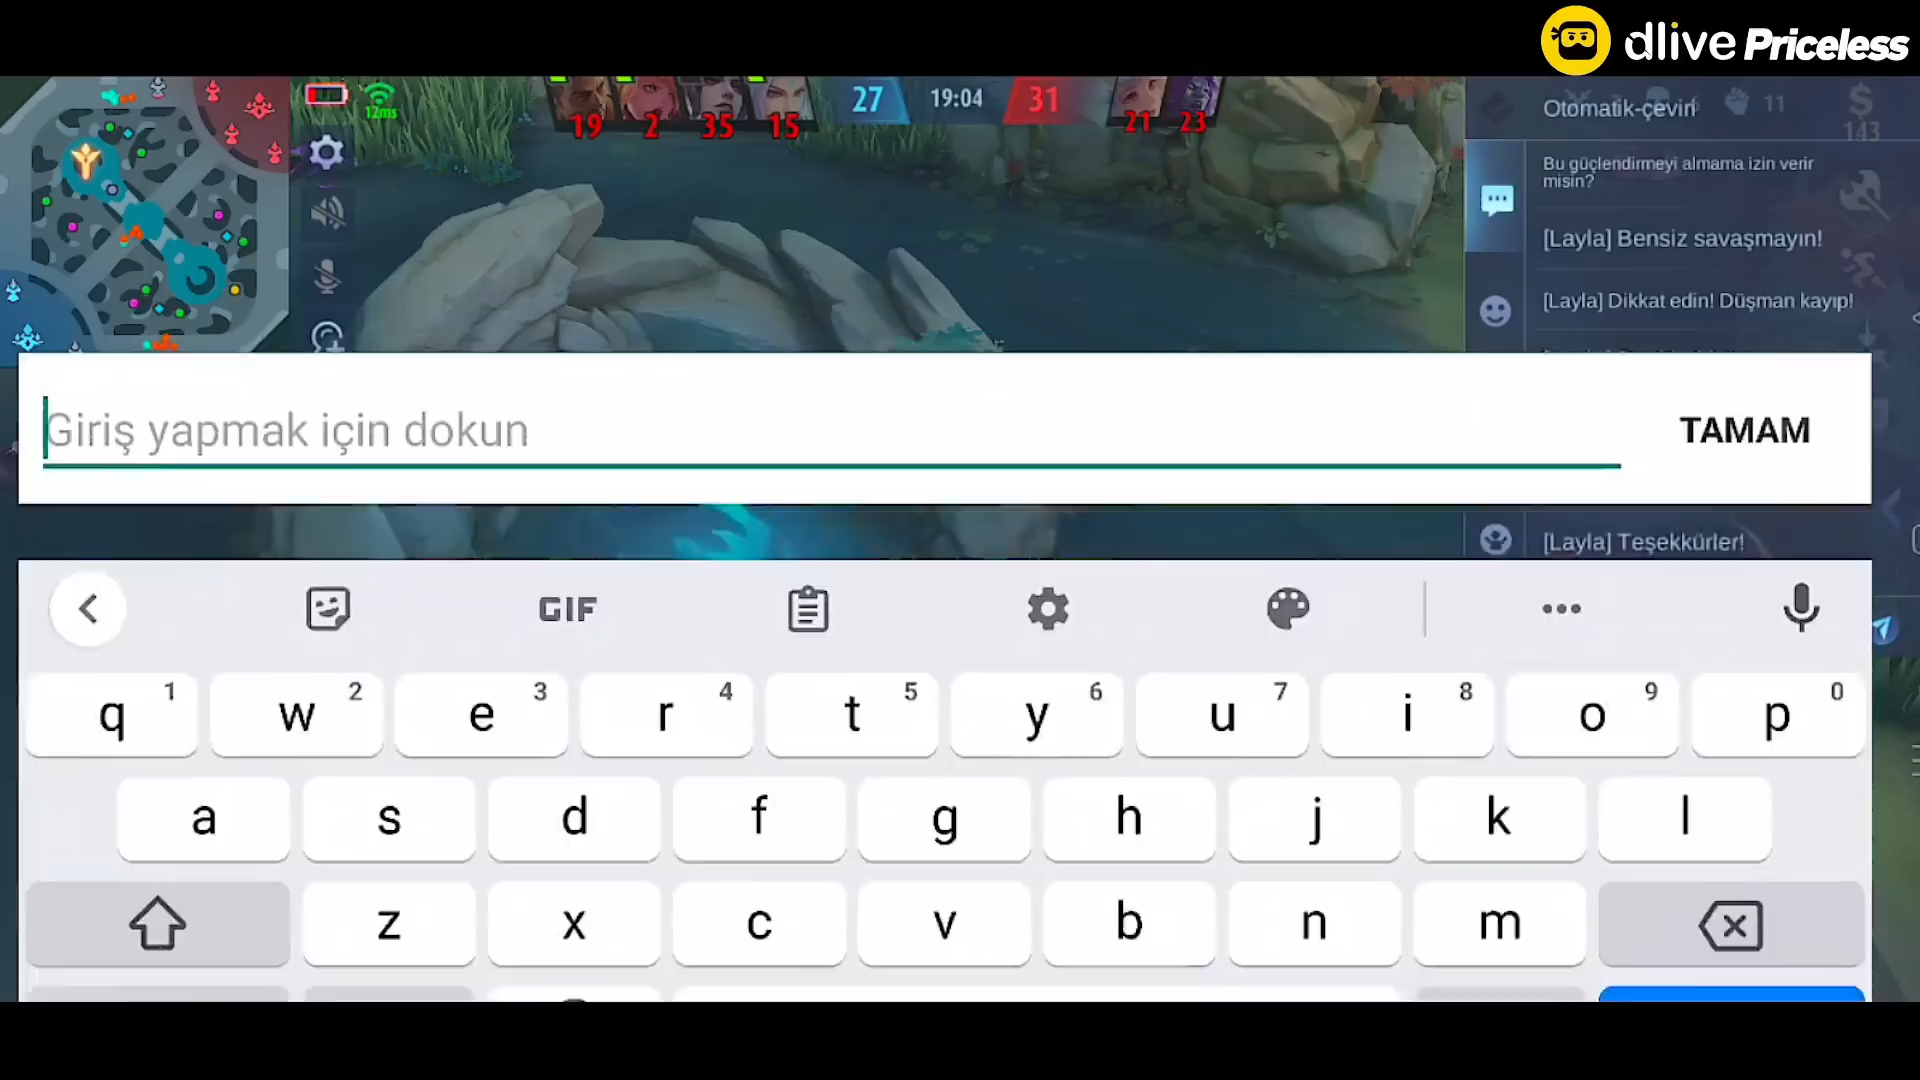 dlive Priceless
12ms
19 2 35 15
27 19:04 31
21 23
Otomatik-çevir
11
143
Bu güçlendirmeyi almama izin verir
misin?
[Layla] Bensiz savaşmayın!
[Layla] Dikkat edin! Düşman kayıp!
Giriş yapmak için dokun
TAMAM
[Layla] Teşekkürler!
GIF
q 1 w 2 e 3 r 4 t 5 y 6 u 7 i 8 o 9 p 0
a s d f g h j k l
z x c v b n m